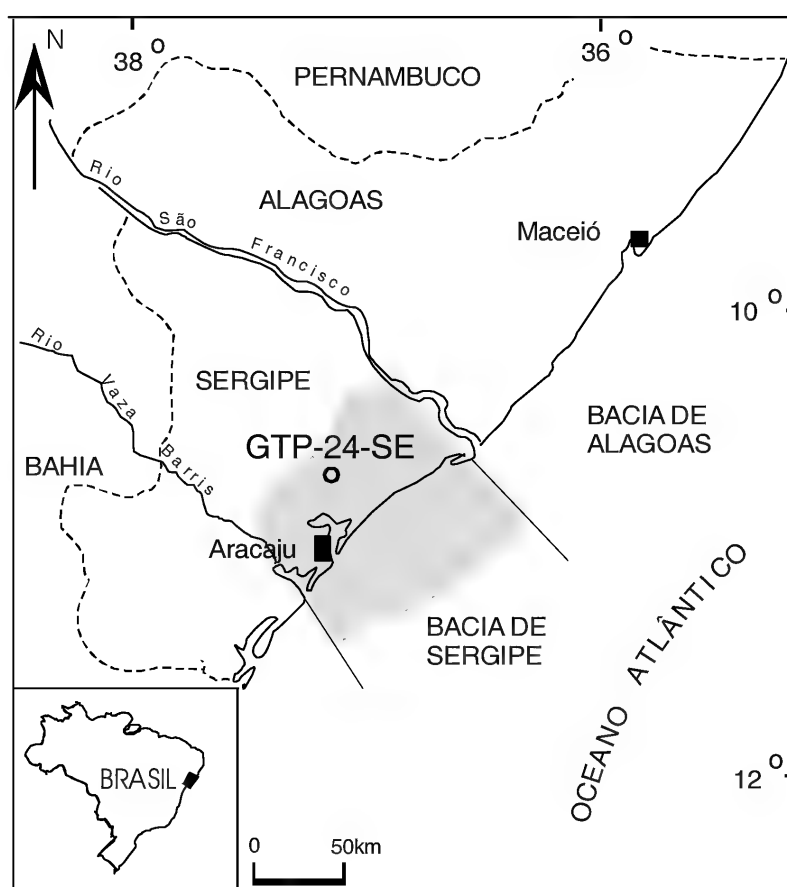 N
38°
36°
PERNAMBUCO
Rio São Francisco
ALAGOAS
Maceió
10°
Rio Vaza Barris
SERGIPE
BACIA DE
ALAGOAS
GTP-24-SE
BAHIA
Aracaju
BACIA DE
SERGIPE
OCEANO ATLÂNTICO
BRASIL
12°
0
50km